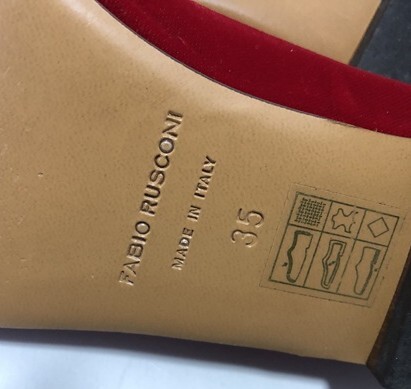 FABIO RUSCONI
MADE IN ITALY
35